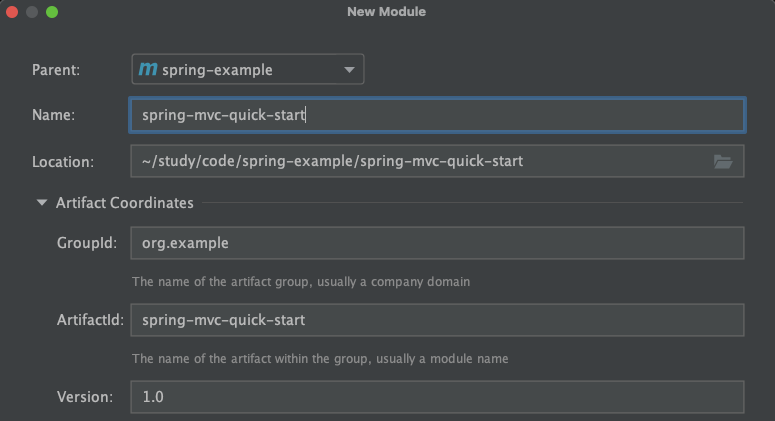 New Module
Parent: m spring-example
Name: spring-mvc-quick-start
Location: ~/study/code/spring-example/spring-mvc-quick-start
Artifact Coordinates
GroupId: org.example
The name of the artifact group, usually a company domain
ArtifactId: spring-mvc-quick-start
The name of the artifact within the group, usually a module name
Version: 1.0